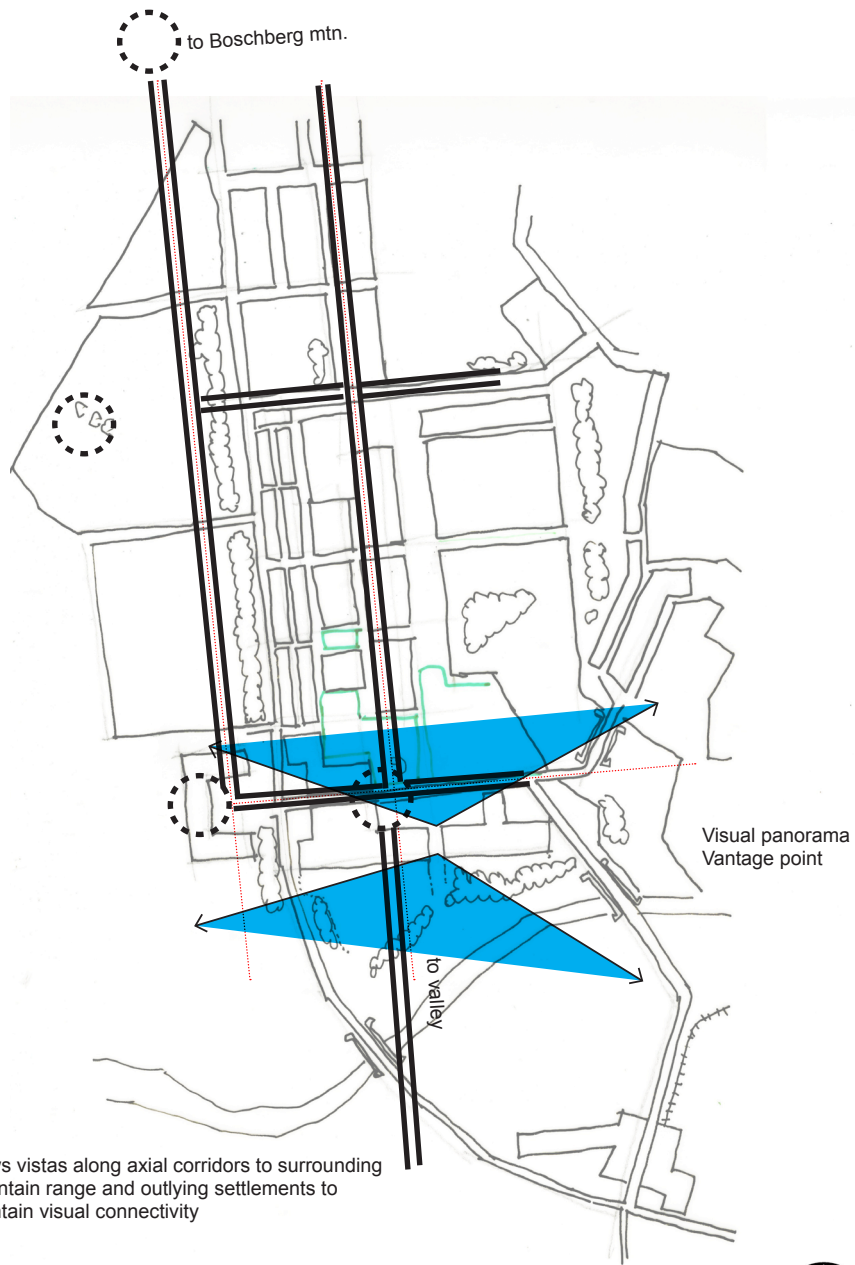 to Boschberg mtn.
Visual panorama
Vantage point
to valley
vistas along axial corridors to surrounding
range and outlying settlements to
visual connectivity